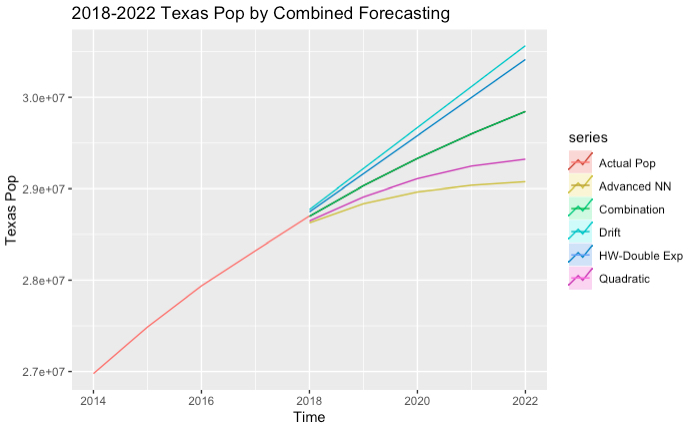 2018-2022 Texas Pop by Combined Forecasting
Texas Pop
3.0e+07
2.9e+07
2.8e+07
2.7e+07
2014
2016
2018
2020
2022
Time
series
Actual Pop
Advanced NN
Combination
Drift
HW-Double Exp
Quadratic